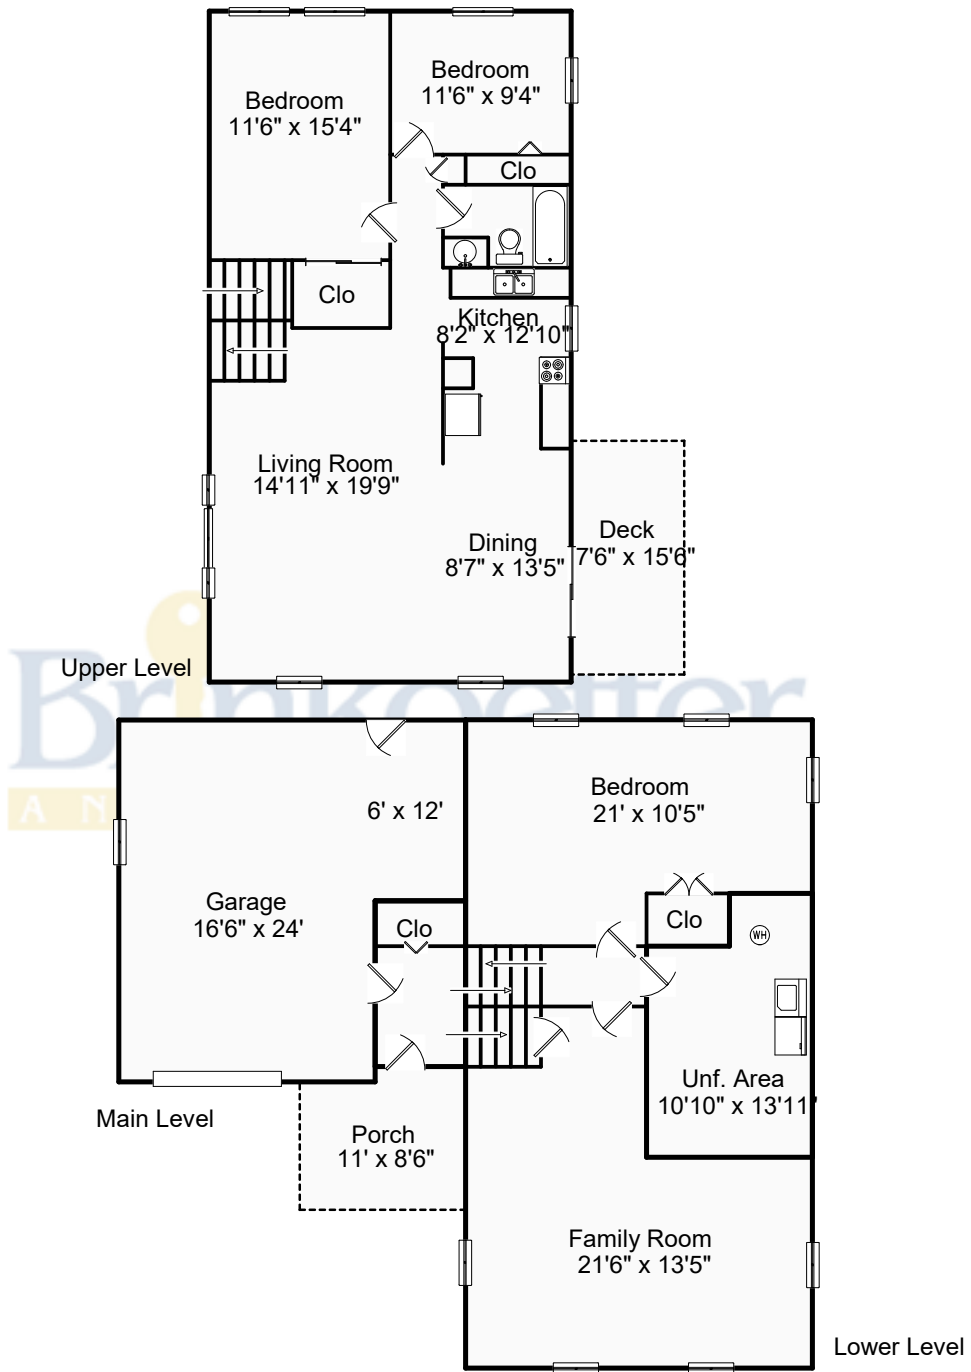 Bedroom
11'6" x 9'4"
Bedroom
11'6" x 15'4"
Clo
Clo
Kitchen
8'2" x 12'10"
Living Room
14'11" x 19'9"
Deck
7'6" x 15'6"
Dining
8'7" x 13'5"
Upper Level
Brinkoetter
AN
Bedroom
21' x 10'5"
6' x 12'
Garage
16'6" x 24'
Clo
Clo
WH
Unf. Area
10'10" x 13'11"
Main Level
Porch
11' x 8'6"
Family Room
21'6" x 13'5"
Lower Level